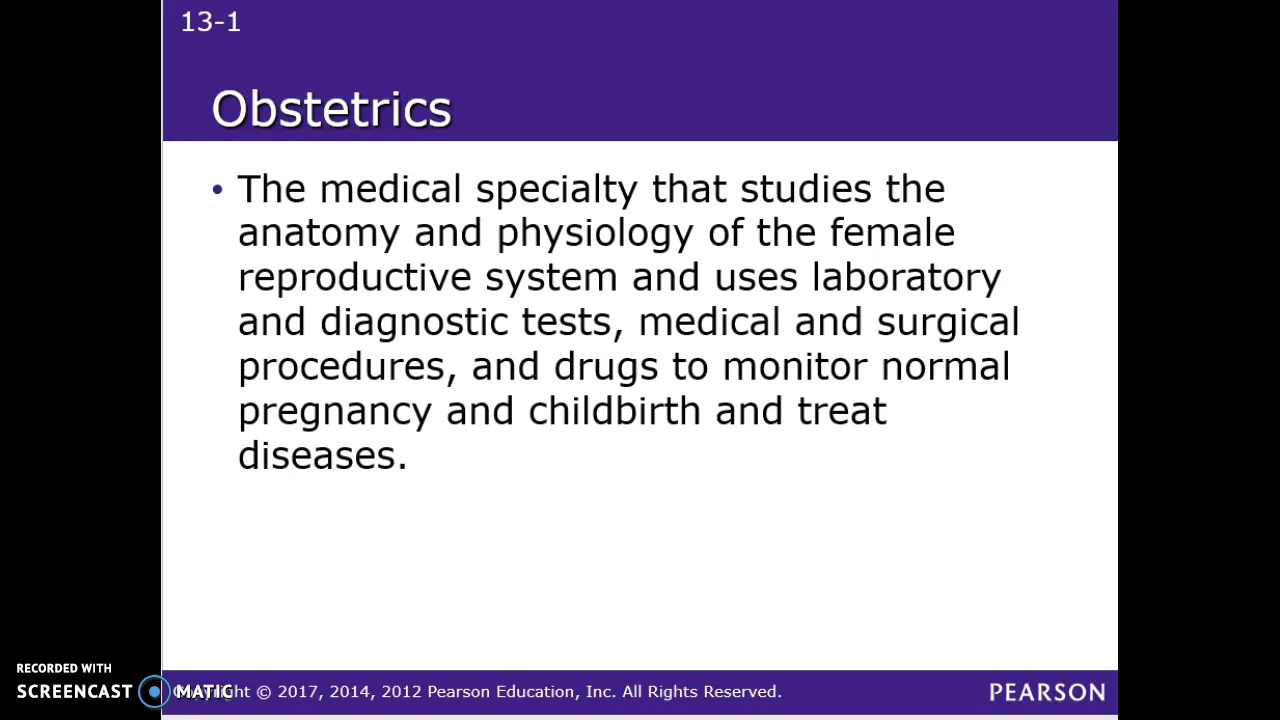 13-1
Obstetrics
• The medical specialty that studies the
anatomy and physiology of the female
reproductive system and uses laboratory
and diagnostic tests, medical and surgical
procedures, and drugs to monitor normal
pregnancy and childbirth and treat
diseases.
RECORDED WITH
SCREENCAST MATIC
Copyright © 2017, 2014, 2012 Pearson Education, Inc. All Rights Reserved.
PEARSON